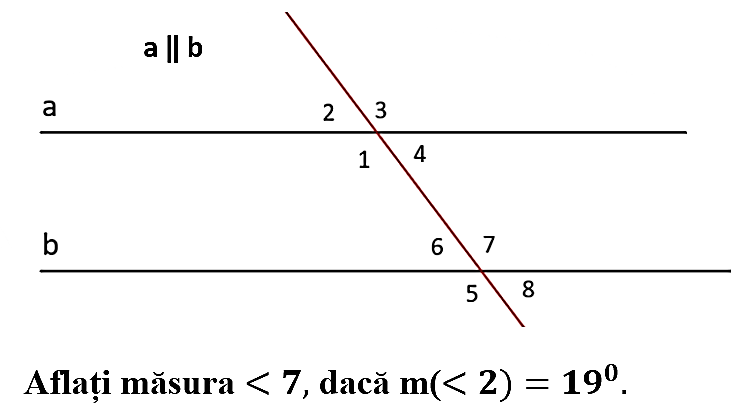 a ǁ b
a
2 3
1 4
b
6 7
5 8
Aflați măsura < 7, dacă m(< 2) = 19⁰.